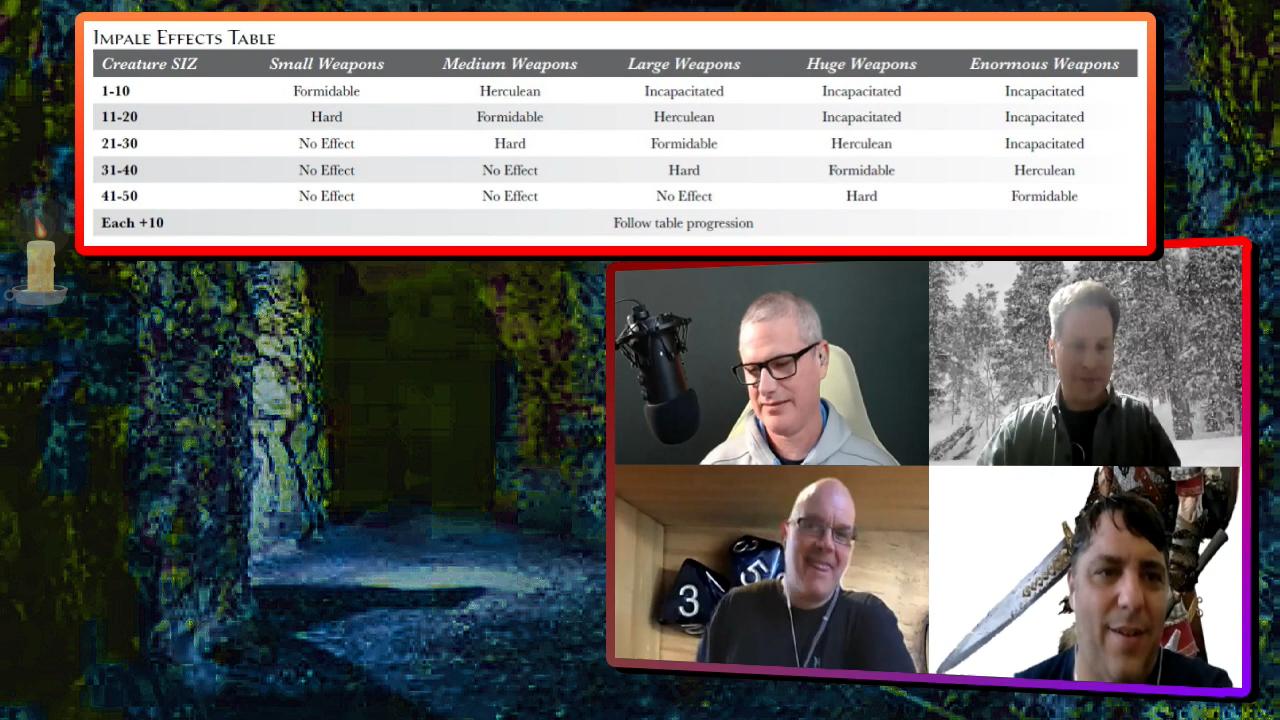 Impale Effects Table
Creature SIZ Small Weapons Medium Weapons Large Weapons Huge Weapons Enormous Weapons
1-10 Formidable Herculean Incapacitated Incapacitated Incapacitated
11-20 Hard Formidable Herculean Incapacitated Incapacitated
21-30 No Effect Hard Formidable Herculean Incapacitated
31-40 No Effect No Effect Hard Formidable Herculean
41-50 No Effect No Effect No Effect Hard Formidable
Each +10 Follow table progression
3
5